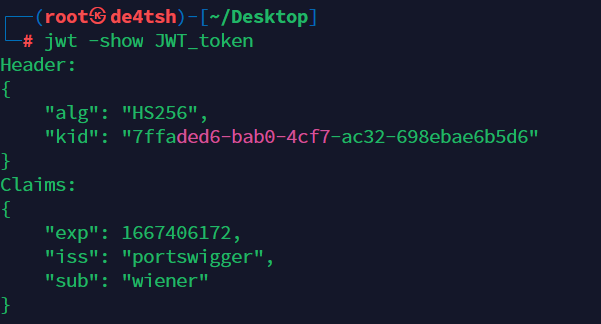 ┌──(root㉿de4tsh)-[~/Desktop]
└─# jwt -show JWT_token
Header:
{
    "alg": "HS256",
    "kid": "7ffaded6-bab0-4cf7-ac32-698ebae6b5d6"
}
Claims:
{
    "exp": 1667406172,
    "iss": "portswigger",
    "sub": "wiener"
}